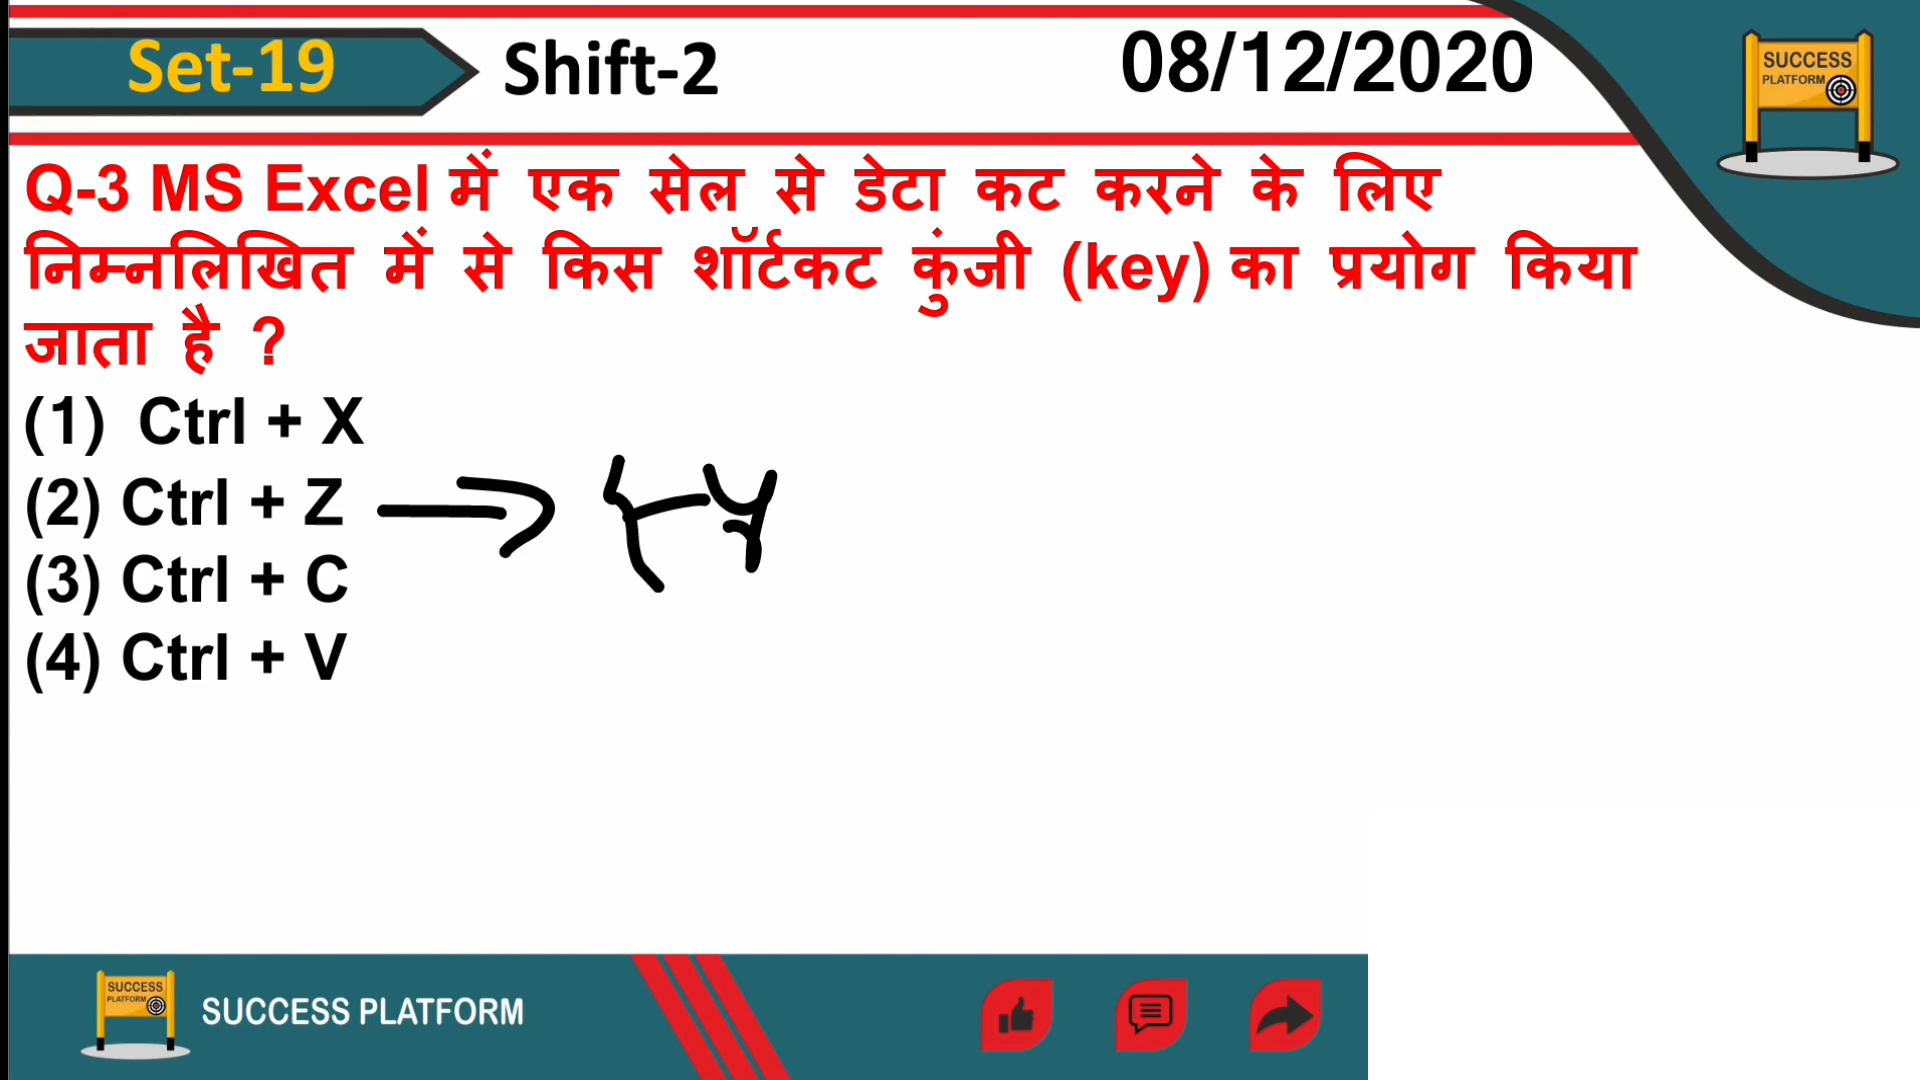 Set-19 Shift-2 08/12/2020
SUCCESS
PLATFORM
Q-3 MS Excel में एक सेल से डेटा कट करने के लिए
निम्नलिखित में से किस शॉर्टकट कुंजी (key) का प्रयोग किया
जाता है ?
(1) Ctrl + X
(2) Ctrl + Z
(3) Ctrl + C
(4) Ctrl + V
SUCCESS
PLATFORM
SUCCESS PLATFORM